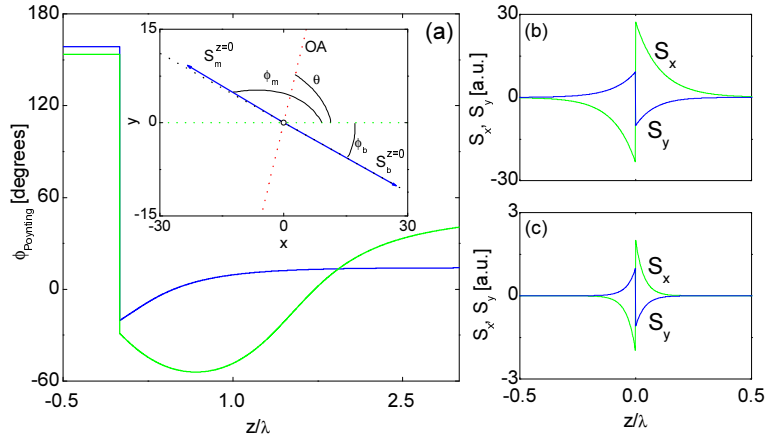 180
120
60
0
-60
-0.5
1.0
2.5
z/λ
ϕPoynting [degrees]
(a)
15
0
-15
-30
0
30
x
y
S_m^{z=0}
OA
ϕ_m
θ
ϕ_b
S_b^{z=0}
(b)
30
0
-30
S_x, S_y [a.u.]
S_x
S_y
(c)
3
0
-3
S_x, S_y [a.u.]
S_x
S_y
-0.5
0.0
0.5
z/λ